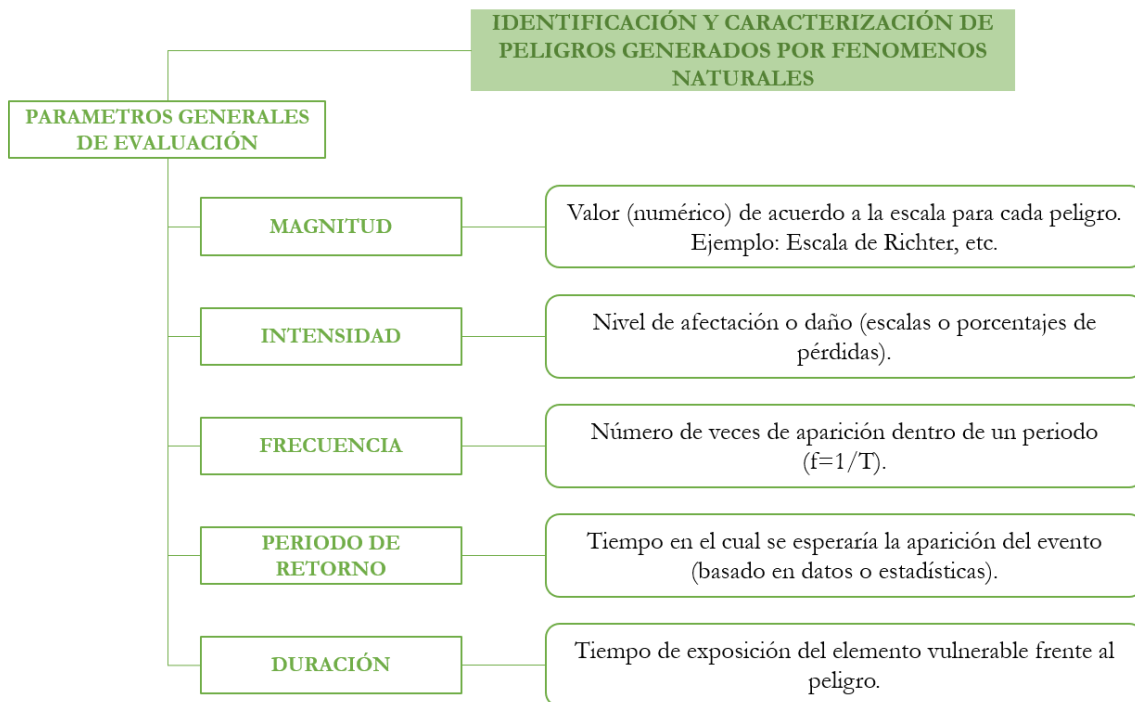 IDENTIFICACIÓN Y CARACTERIZACIÓN DE
PELIGROS GENERADOS POR FENOMENOS
NATURALES
PARAMETROS GENERALES
DE EVALUACIÓN
MAGNITUD
Valor (numérico) de acuerdo a la escala para cada peligro.
Ejemplo: Escala de Richter, etc.
INTENSIDAD
Nivel de afectación o daño (escalas o porcentajes de
pérdidas).
FRECUENCIA
Número de veces de aparición dentro de un periodo
(f=1/T).
PERIODO DE
RETORNO
Tiempo en el cual se esperaría la aparición del evento
(basado en datos o estadísticas).
DURACIÓN
Tiempo de exposición del elemento vulnerable frente al
peligro.